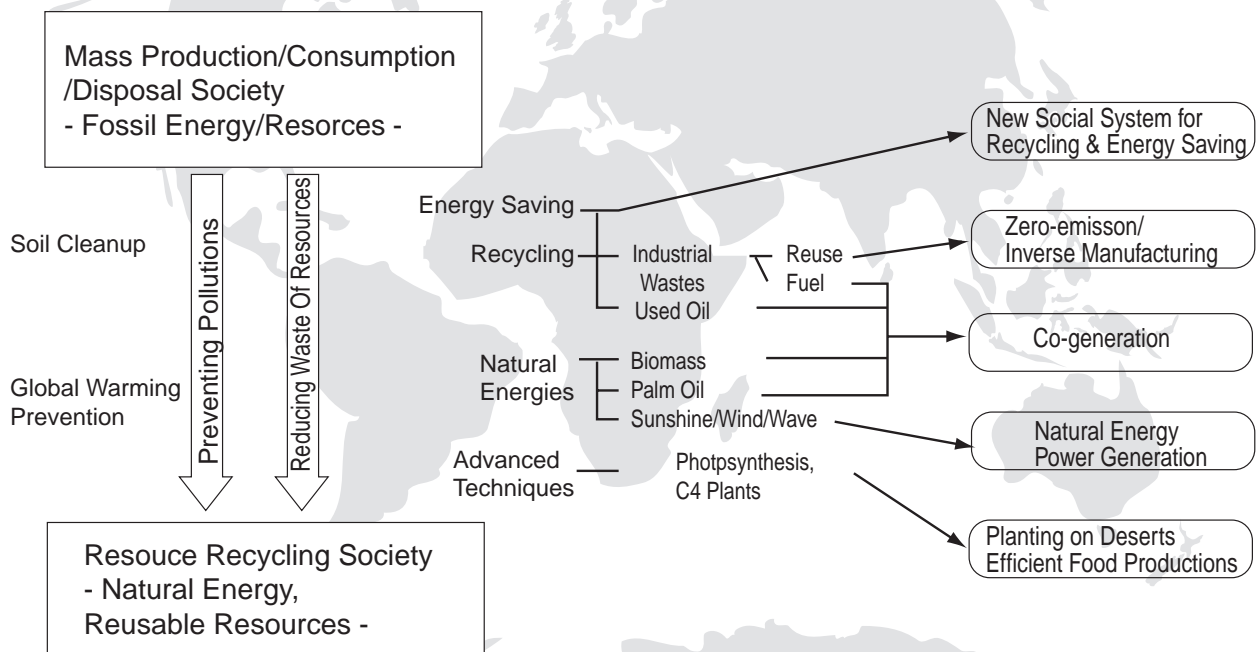 Mass Production/Consumption
/Disposal Society
- Fossil Energy/Resorces -
Soil Cleanup
Global Warming
Prevention
Preventing Pollutions
Reducing Waste Of Resources
Resouce Recycling Society
- Natural Energy,
Reusable Resources -
Energy Saving
Recycling
Industrial
Wastes
Used Oil
Reuse
Fuel
Natural
Energies
Biomass
Palm Oil
Sunshine/Wind/Wave
Advanced
Techniques
Photpsynthesis,
C4 Plants
New Social System for
Recycling & Energy Saving
Zero-emisson/
Inverse Manufacturing
Co-generation
Natural Energy
Power Generation
Planting on Deserts
Efficient Food Productions